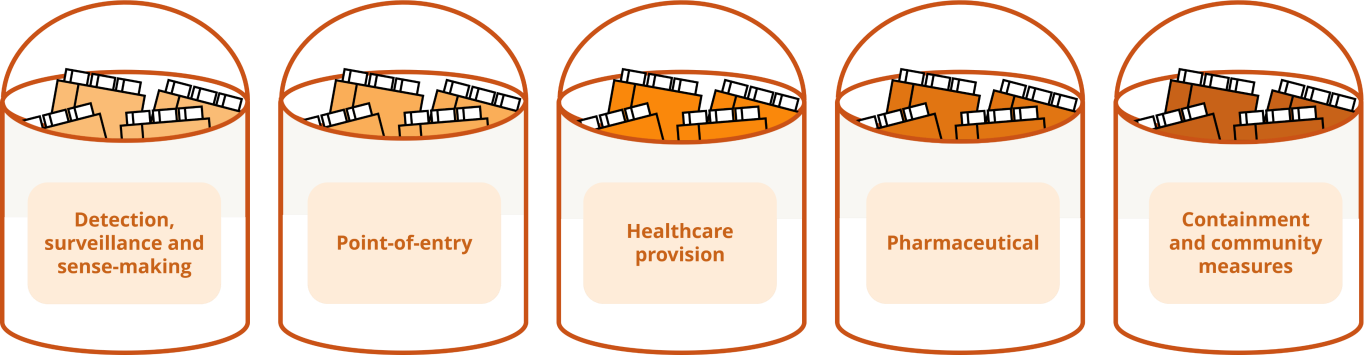 Detection,
surveillance and
sense-making
Point-of-entry
Healthcare
provision
Pharmaceutical
Containment
and community
measures